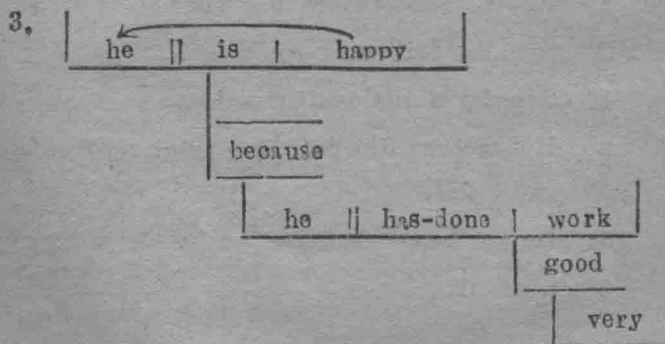 3.
he || is | happy
because
he || has-done | work
good
very